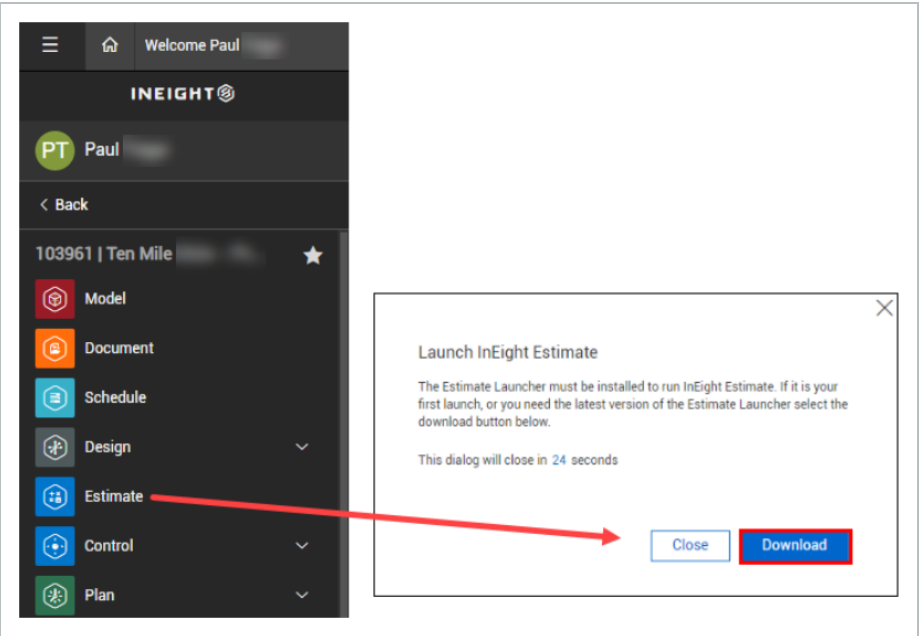 Welcome Paul
INEIGHT
PT Paul
< Back
103961 | Ten Mile
Model
Document
Schedule
Design
Estimate
Control
Plan
Launch InEight Estimate
The Estimate Launcher must be installed to run InEight Estimate. If it is your
first launch, or you need the latest version of the Estimate Launcher select the
download button below.
This dialog will close in 24 seconds
Close Download